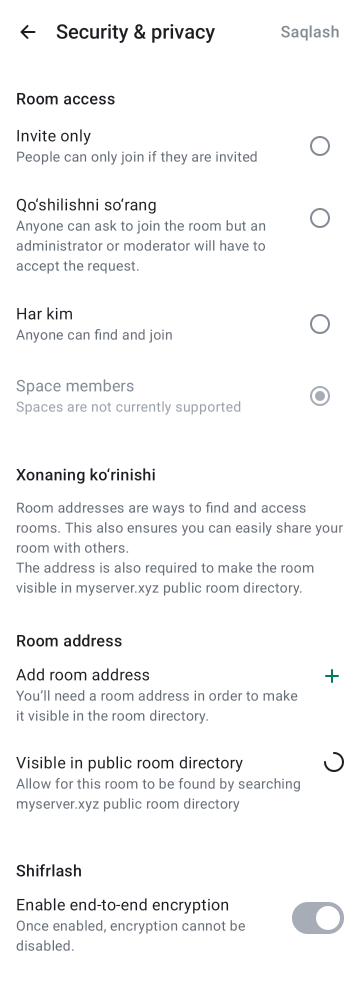 Security & privacy
Saqlash
Room access
Invite only
People can only join if they are invited
Qo‘shilishni so‘rang
Anyone can ask to join the room but an
administrator or moderator will have to
accept the request.
Har kim
Anyone can find and join
Space members
Spaces are not currently supported
Xonaning ko‘rinishi
Room addresses are ways to find and access
rooms. This also ensures you can easily share your
room with others.
The address is also required to make the room
visible in myserver.xyz public room directory.
Room address
Add room address
You’ll need a room address in order to make
it visible in the room directory.
Visible in public room directory
Allow for this room to be found by searching
myserver.xyz public room directory
Shifrlash
Enable end-to-end encryption
Once enabled, encryption cannot be
disabled.